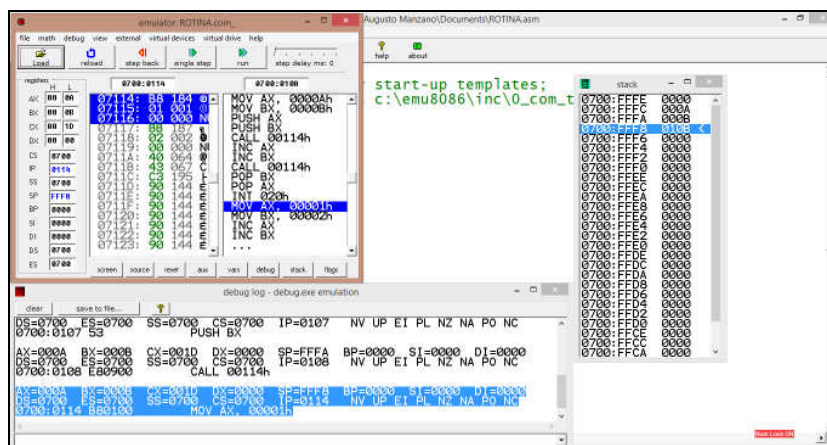 emulator: ROTINA.com_
Augusto Manzano\Documents\ROTINA.asm
file math debug view external virtual devices virtual drive help
Load reload step back single step run step delay ms: 0
help about
start-up templates;
c:\emu8086\inc\0_com_t
registers
H L
AX 00 0A
BX 00 0B
CX 00 1D
DX 00 00
CS 0700
IP 0114
SS 0700
SP FFF8
BP 0000
SI 0000
DI 0000
DS 0700
ES 0700
0700:0114
07114: B8 184
07115: 01 001
07116: 00 000
07117: BB 187
07118: 02 002
07119: 00 000
0711A: 40 064
0711B: 43 067
0711C: C3 195
0711D: 90 144
0711E: 90 144
0711F: 90 144
07120: 90 144
07121: 90 144
07122: 90 144
07123: 90 144
0700:0108
MOV AX, 0000Ah
MOV BX, 0000Bh
PUSH AX
PUSH BX
CALL 00114h
INC AX
INC BX
CALL 00114h
POP BX
POP AX
INT 020h
MOV AX, 00001h
MOV BX, 00002h
INC AX
INC BX
...
screen source reset aux vars debug stack flags
stack
0700:FFFE 0000
0700:FFFC 000A
0700:FFFA 000B
0700:FFF8 010B <
0700:FFF6 0000
0700:FFF4 0000
0700:FFF2 0000
0700:FFF0 0000
0700:FFEE 0000
0700:FFEC 0000
0700:FFEA 0000
0700:FFE8 0000
0700:FFE6 0000
0700:FFE4 0000
0700:FFE2 0000
0700:FFE0 0000
0700:FFDE 0000
0700:FFDC 0000
0700:FFDA 0000
0700:FFD8 0000
0700:FFD6 0000
0700:FFD4 0000
0700:FFD2 0000
0700:FFD0 0000
0700:FFCE 0000
0700:FFCC 0000
0700:FFCA 0000
debug log - debug.exe emulation
clear save to file...
DS=0700 ES=0700 SS=0700 CS=0700 IP=0107 NV UP EI PL NZ NA PO NC
0700:0107 53 PUSH BX
AX=000A BX=000B CX=001D DX=0000 SP=FFFA BP=0000 SI=0000 DI=0000
DS=0700 ES=0700 SS=0700 CS=0700 IP=0108 NV UP EI PL NZ NA PO NC
0700:0108 E80900 CALL 00114h
AX=000A BX=000B CX=001D DX=0000 SP=FFF8 BP=0000 SI=0000 DI=0000
DS=0700 ES=0700 SS=0700 CS=0700 IP=0114 NV UP EI PL NZ NA PO NC
0700:0114 B80100 MOV AX, 00001h
Num Lock ON